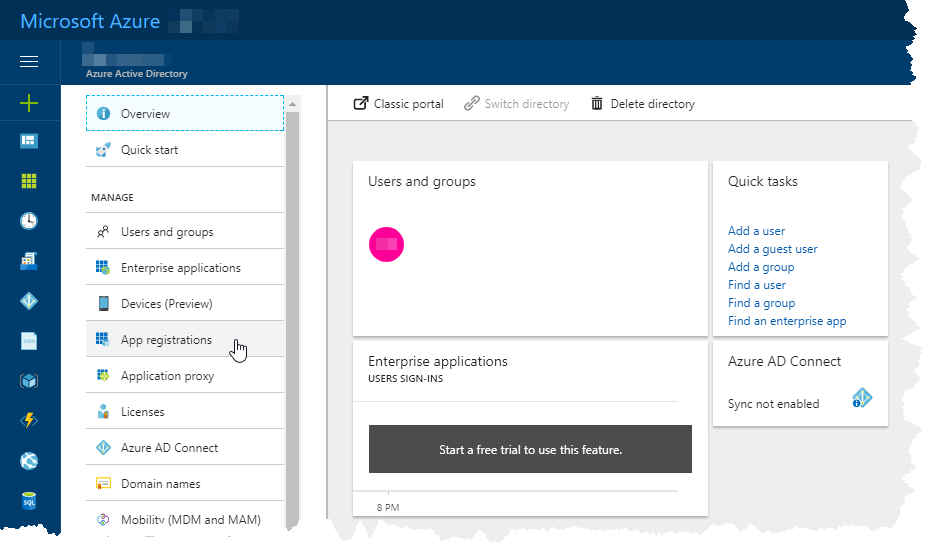 Microsoft Azure
Azure Active Directory
Overview
Quick start
MANAGE
Users and groups
Enterprise applications
Devices (Preview)
App registrations
Application proxy
Licenses
Azure AD Connect
Domain names
Mobility (MDM and MAM)
Classic portal
Switch directory
Delete directory
Users and groups
Quick tasks
Add a user
Add a guest user
Add a group
Find a user
Find a group
Find an enterprise app
Enterprise applications
USERS SIGN-INS
Start a free trial to use this feature.
8 PM
Azure AD Connect
Sync not enabled
SQL